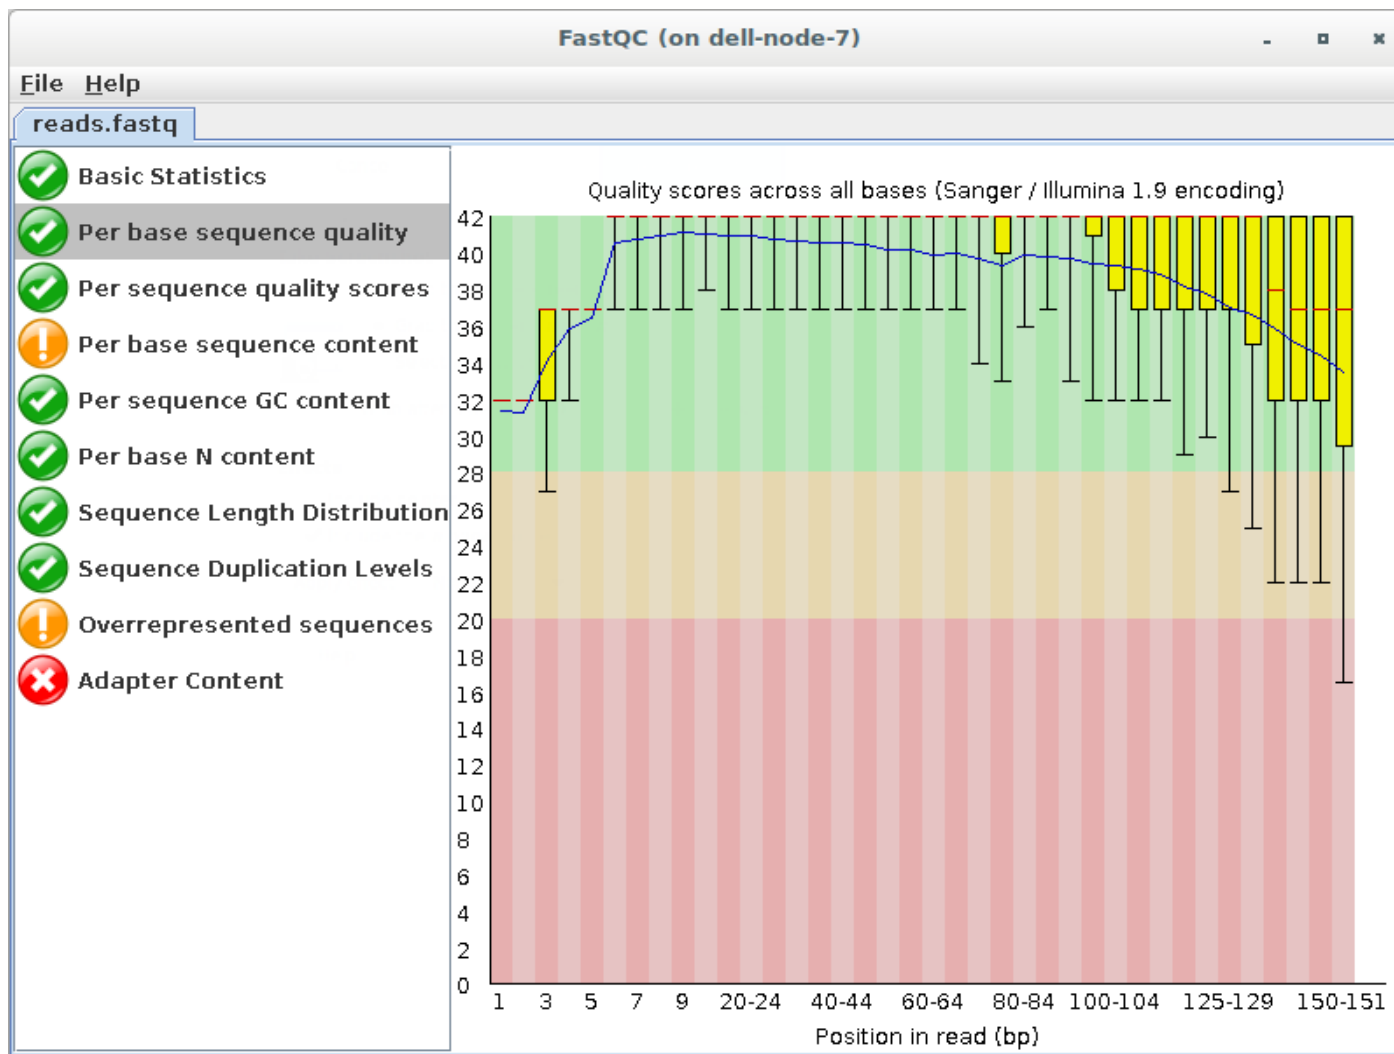 FastQC (on dell-node-7)
File Help
reads.fastq
Basic Statistics
Per base sequence quality
Per sequence quality scores
Per base sequence content
Per sequence GC content
Per base N content
Sequence Length Distribution
Sequence Duplication Levels
Overrepresented sequences
Adapter Content
Quality scores across all bases (Sanger / Illumina 1.9 encoding)
42
40
38
36
34
32
30
28
26
24
22
20
18
16
14
12
10
8
6
4
2
0
1 3 5 7 9 20-24 40-44 60-64 80-84 100-104 125-129 150-151
Position in read (bp)